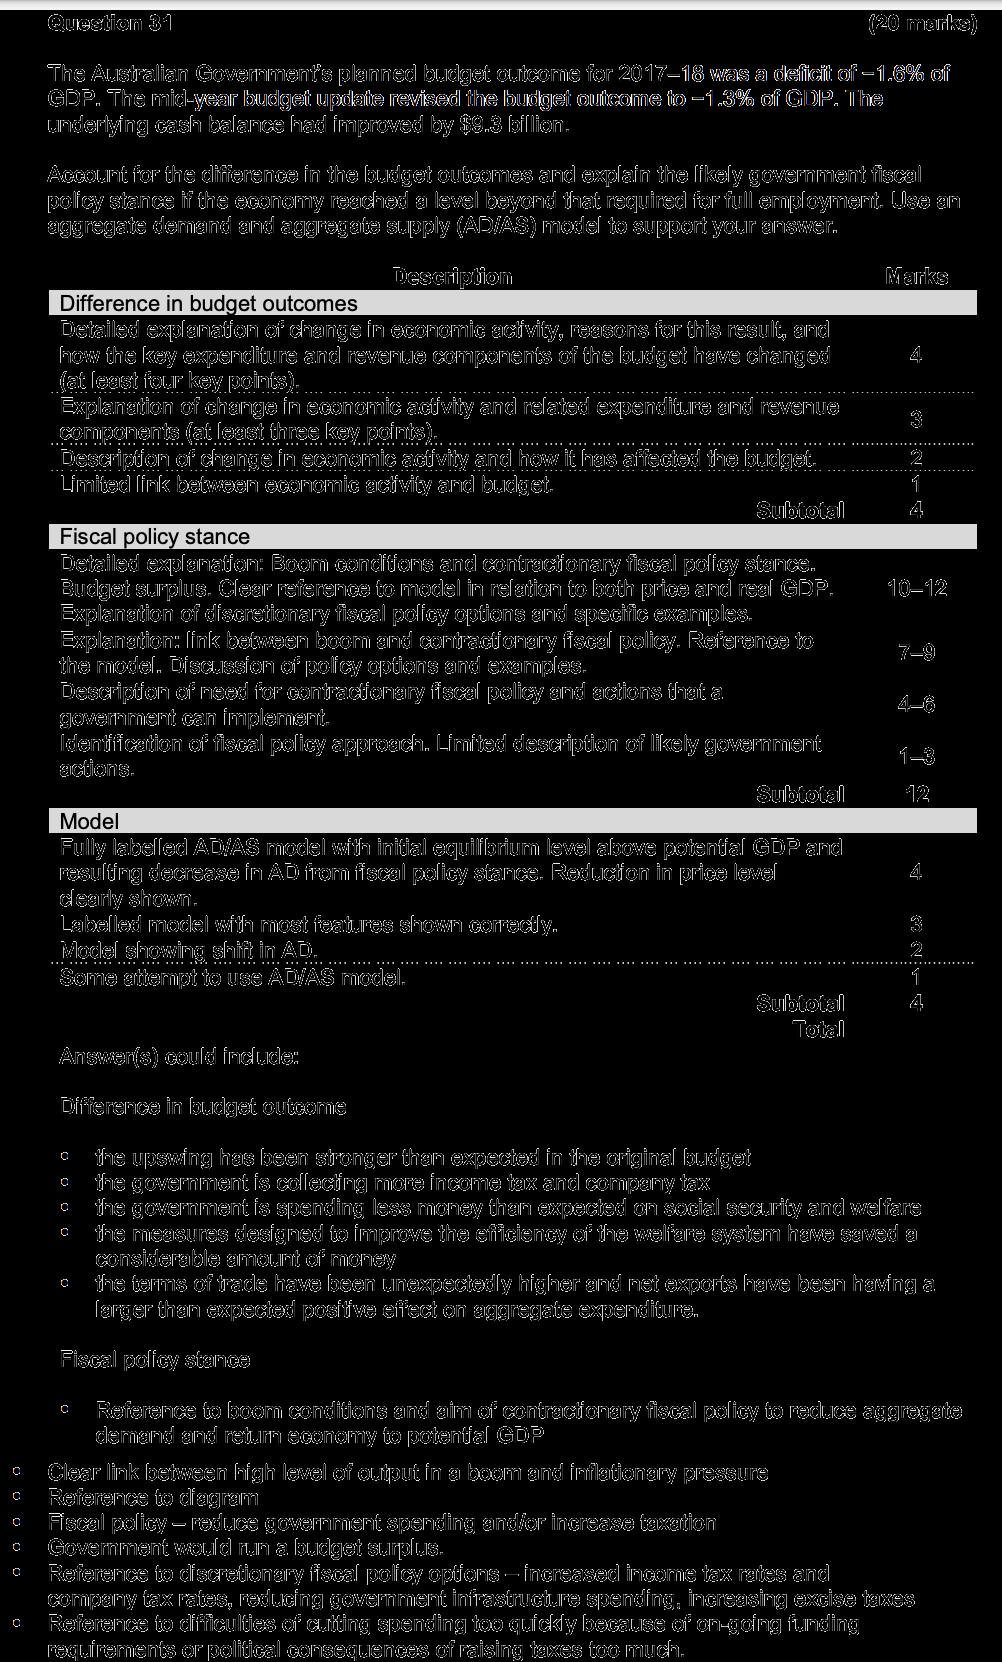 Question 31 (20 marks)
The Australian Government's planned budget outcome for 2017–18 was a deficit of −1.6% of
GDP. The mid-year budget update revised the budget outcome to −1.3% of GDP. The
underlying cash balance had improved by $9.3 billion.
Account for the difference in the budget outcomes and explain the likely government fiscal
policy stance if the economy reached a level beyond that required for full employment. Use an
aggregate demand and aggregate supply (AD/AS) model to support your answer.
Description Marks
Difference in budget outcomes
Detailed explanation of change in economic activity, reasons for this result, and
how the key expenditure and revenue components of the budget have changed 4
(at least four key points).
Explanation of change in economic activity and related expenditure and revenue
components (at least three key points). 3
Description of change in economic activity and how it has affected the budget. 2
Limited link between economic activity and budget. 1
Subtotal 4
Fiscal policy stance
Detailed explanation: Boom conditions and contractionary fiscal policy stance.
Budget surplus. Clear reference to model in relation to both price and real GDP. 10–12
Explanation of discretionary fiscal policy options and specific examples.
Explanation: link between boom and contractionary fiscal policy. Reference to
the model. Discussion of policy options and examples. 7–9
Description of need for contractionary fiscal policy and actions that a
government can implement. 4–6
Identification of fiscal policy approach. Limited description of likely government
actions. 1–3
Subtotal 12
Model
Fully labelled AD/AS model with initial equilibrium level above potential GDP and
resulting decrease in AD from fiscal policy stance. Reduction in price level 4
clearly shown.
Labelled model with most features shown correctly. 3
Model showing shift in AD. 2
Some attempt to use AD/AS model. 1
Subtotal 4
Total
Answer(s) could include:
Difference in budget outcome
• the upswing has been stronger than expected in the original budget
• the government is collecting more income tax and company tax
• the government is spending less money than expected on social security and welfare
• the measures designed to improve the efficiency of the welfare system have saved a
considerable amount of money
• the terms of trade have been unexpectedly higher and net exports have been having a
larger than expected positive effect on aggregate expenditure.
Fiscal policy stance
• Reference to boom conditions and aim of contractionary fiscal policy to reduce aggregate
demand and return economy to potential GDP
• Clear link between high level of output in a boom and inflationary pressure
• Reference to diagram
• Fiscal policy – reduce government spending and/or increase taxation
• Government would run a budget surplus.
• Reference to discretionary fiscal policy options – increased income tax rates and
company tax rates, reducing government infrastructure spending, increasing excise taxes
• Reference to difficulties of cutting spending too quickly because of on-going funding
requirements or political consequences of raising taxes too much.